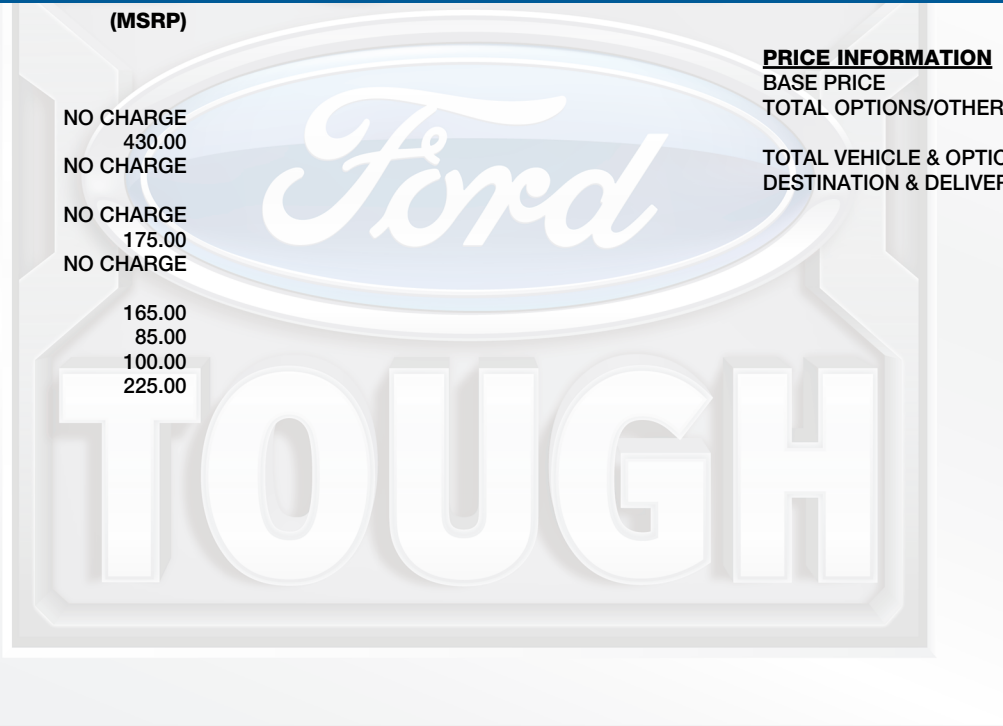 (MSRP)
NO CHARGE
430.00
NO CHARGE
NO CHARGE
175.00
NO CHARGE
165.00
85.00
100.00
225.00
PRICE INFORMATION
BASE PRICE
TOTAL OPTIONS/OTHER
TOTAL VEHICLE & OPTIO
DESTINATION & DELIVER
Ford
TOUGH